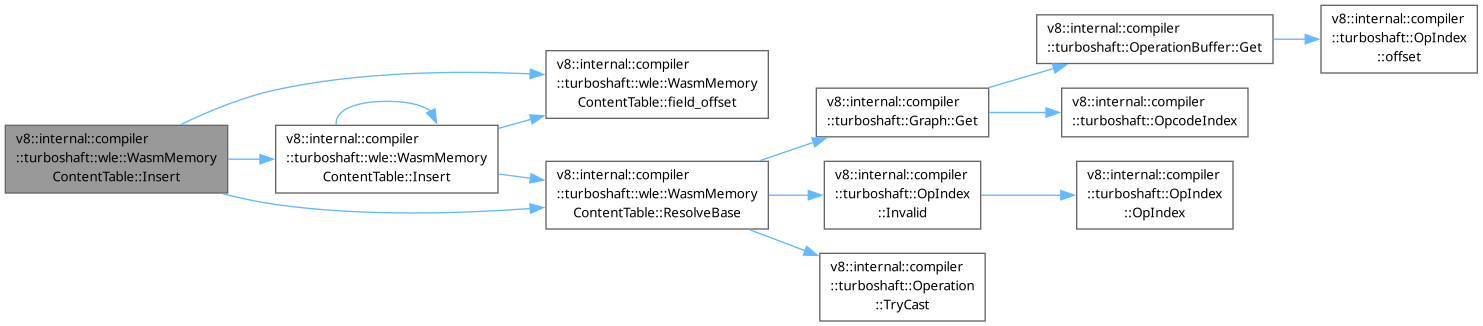 v8::internal::compiler
::turboshaft::wle::WasmMemory
ContentTable::Insert
v8::internal::compiler
::turboshaft::wle::WasmMemory
ContentTable::Insert
v8::internal::compiler
::turboshaft::wle::WasmMemory
ContentTable::field_offset
v8::internal::compiler
::turboshaft::wle::WasmMemory
ContentTable::ResolveBase
v8::internal::compiler
::turboshaft::Graph::Get
v8::internal::compiler
::turboshaft::OperationBuffer::Get
v8::internal::compiler
::turboshaft::OpIndex
::offset
v8::internal::compiler
::turboshaft::OpcodeIndex
v8::internal::compiler
::turboshaft::OpIndex
::Invalid
v8::internal::compiler
::turboshaft::OpIndex
::OpIndex
v8::internal::compiler
::turboshaft::Operation
::TryCast